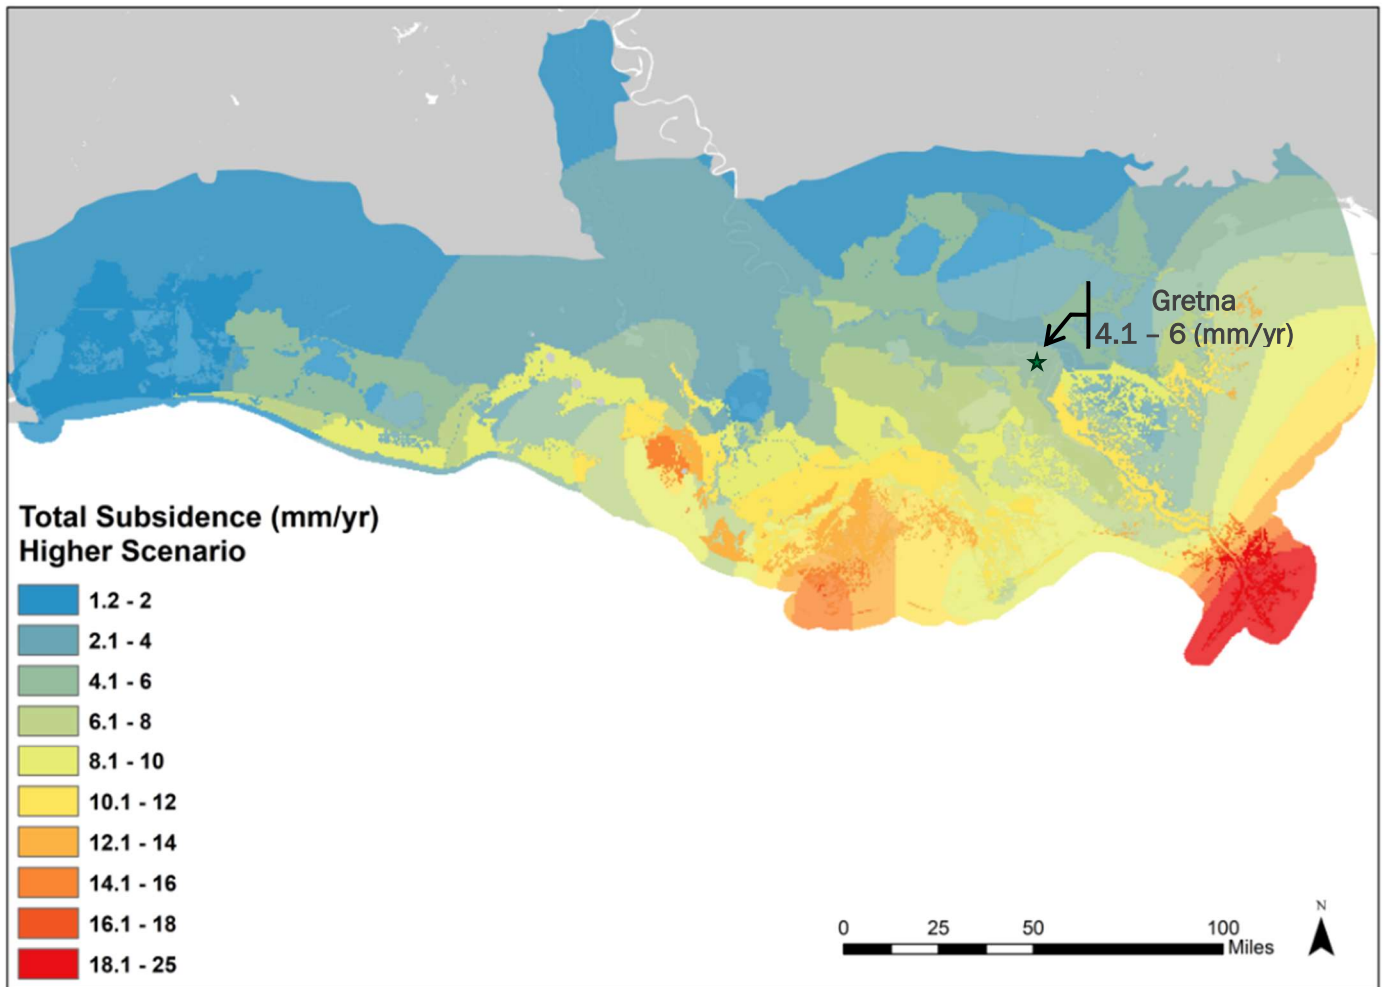 Gretna
4.1 – 6 (mm/yr)
Total Subsidence (mm/yr)
Higher Scenario
1.2 - 2
2.1 - 4
4.1 - 6
6.1 - 8
8.1 - 10
10.1 - 12
12.1 - 14
14.1 - 16
16.1 - 18
18.1 - 25
0 25 50 100
Miles
N